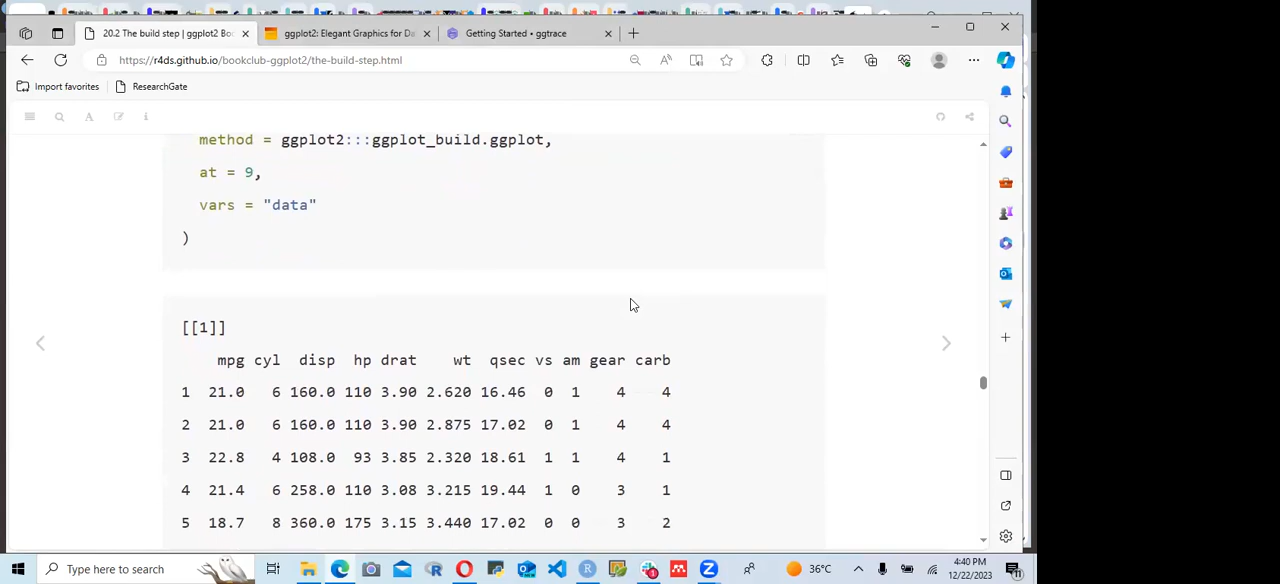 20.2 The build step | ggplot2 Bo
ggplot2: Elegant Graphics for Da
Getting Started • ggtrace
https://r4ds.github.io/bookclub-ggplot2/the-build-step.html
Import favorites
ResearchGate
method = ggplot2:::ggplot_build.ggplot,
at = 9,
vars = "data"
)
[[1]]
mpg cyl disp hp drat wt qsec vs am gear carb
1 21.0 6 160.0 110 3.90 2.620 16.46 0 1 4 4
2 21.0 6 160.0 110 3.90 2.875 17.02 0 1 4 4
3 22.8 4 108.0 93 3.85 2.320 18.61 1 1 4 1
4 21.4 6 258.0 110 3.08 3.215 19.44 1 0 3 1
5 18.7 8 360.0 175 3.15 3.440 17.02 0 0 3 2
Type here to search
36°C
4:40 PM
12/22/2023